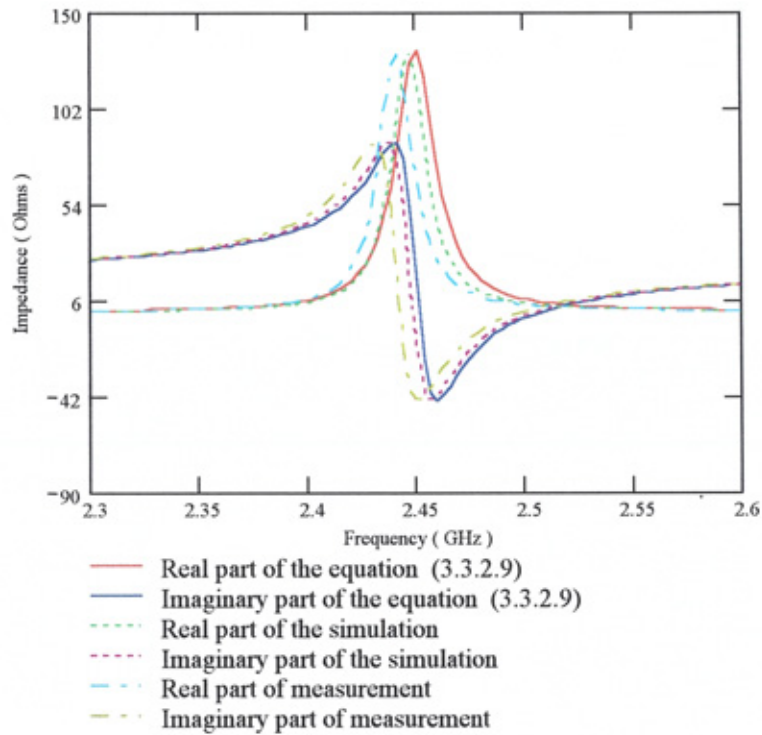 150
102
54
6
−42
−90
Impedance ( Ohms )
2.3
2.35
2.4
2.45
2.5
2.55
2.6
Frequency ( GHz )
Real part of the equation (3.3.2.9)
Imaginary part of the equation (3.3.2.9)
Real part of the simulation
Imaginary part of the simulation
Real part of measurement
Imaginary part of measurement